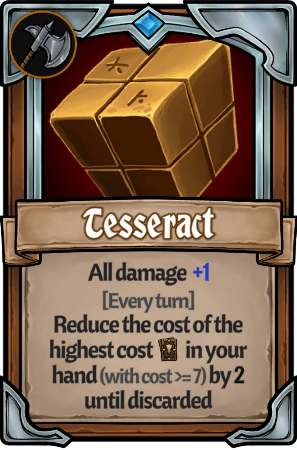 Tesseract
All damage +1
[Every turn]
Reduce the cost of the
highest cost in your
hand (with cost >= 7) by 2
until discarded